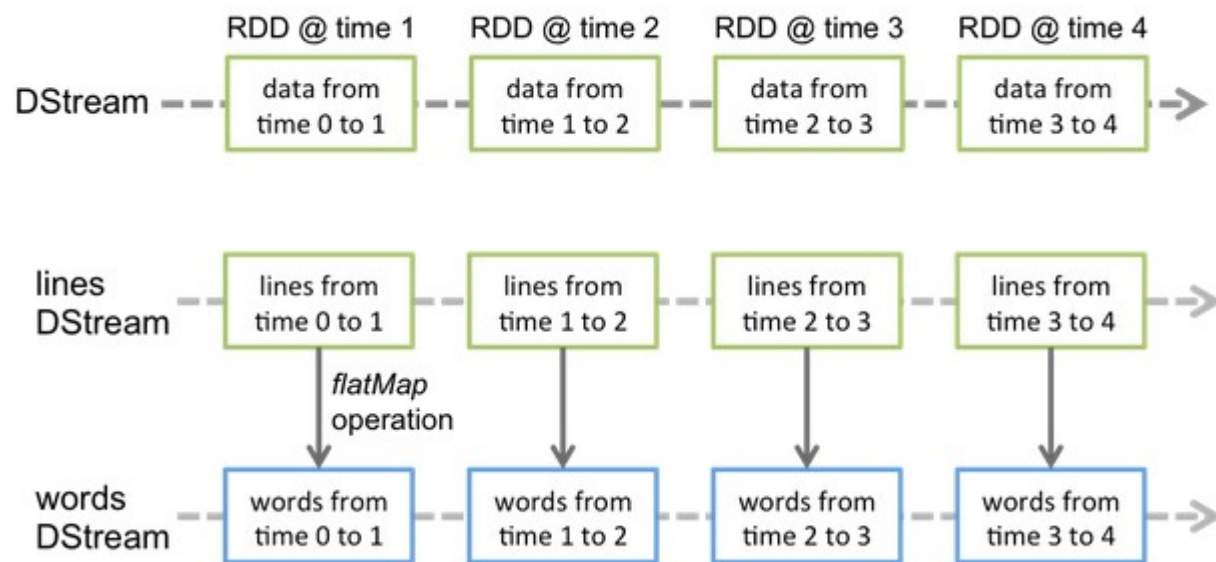 RDD @ time 1
RDD @ time 2
RDD @ time 3
RDD @ time 4
DStream
data from
time 0 to 1
data from
time 1 to 2
data from
time 2 to 3
data from
time 3 to 4
lines
DStream
lines from
time 0 to 1
lines from
time 1 to 2
lines from
time 2 to 3
lines from
time 3 to 4
flatMap
operation
words
DStream
words from
time 0 to 1
words from
time 1 to 2
words from
time 2 to 3
words from
time 3 to 4